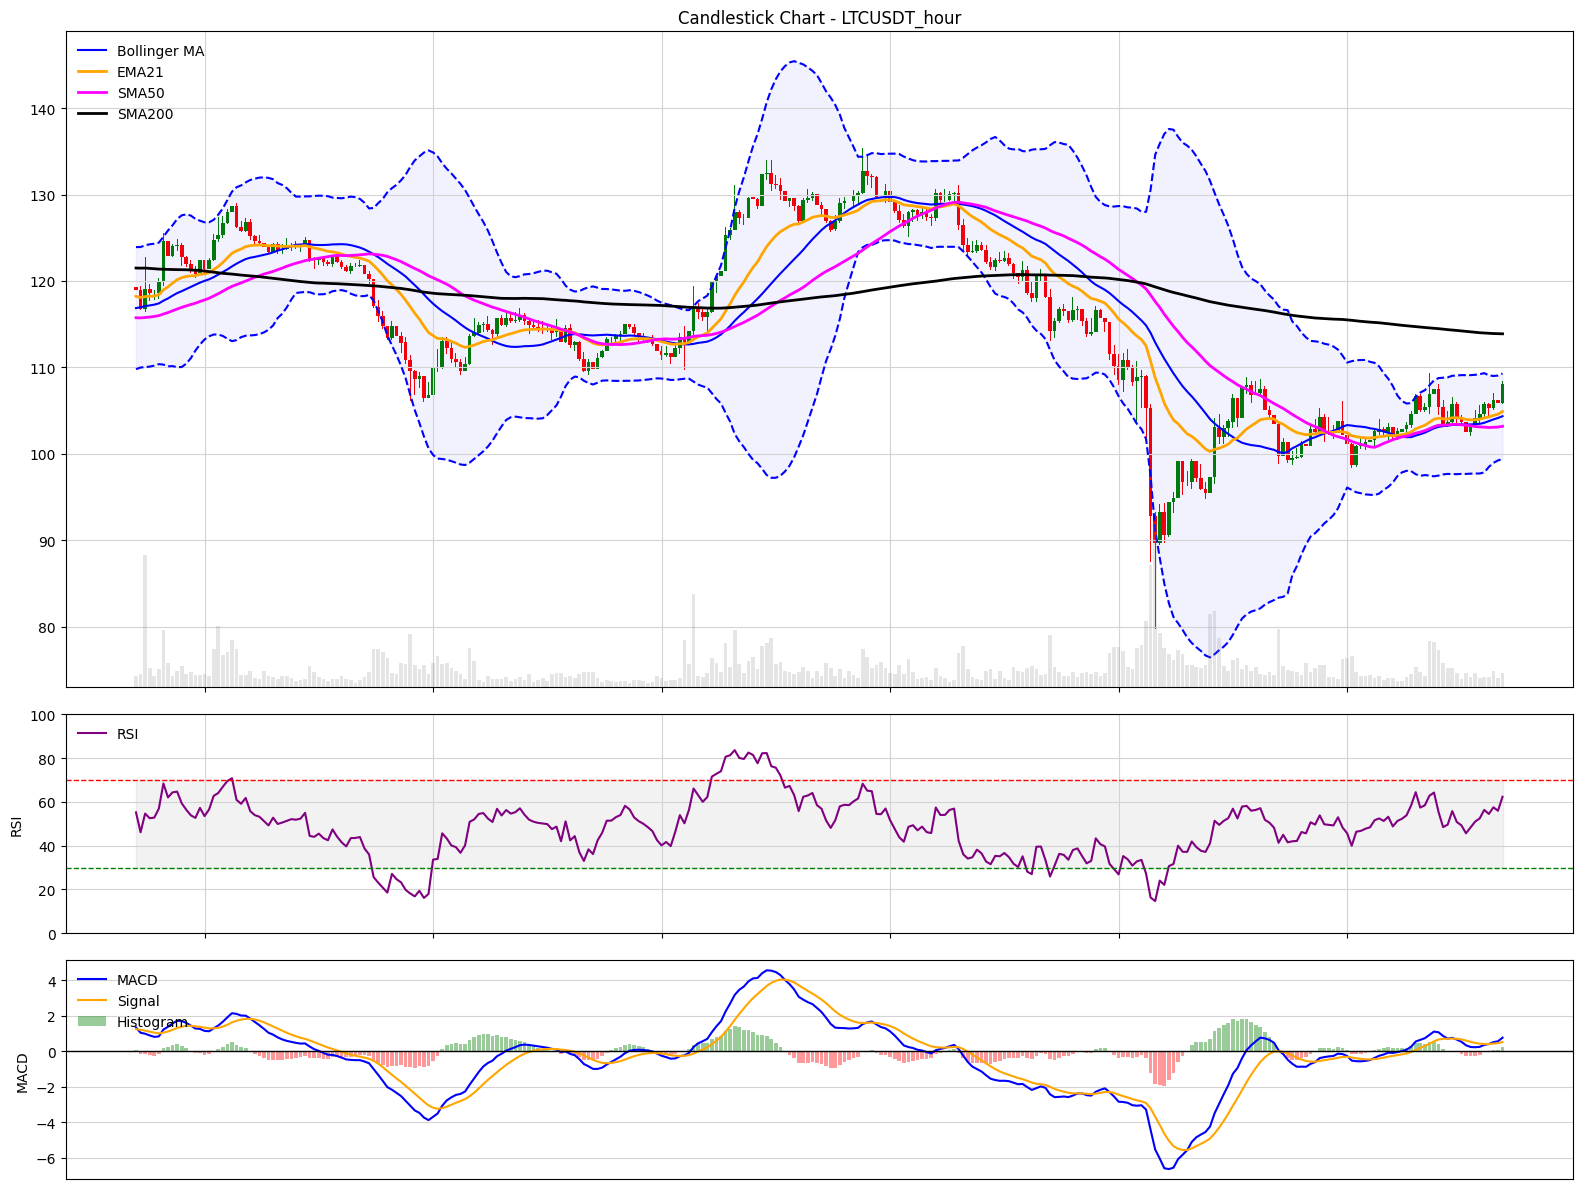 Candlestick Chart - LTCUSDT_hour
Bollinger MA
EMA21
SMA50
SMA200
140
130
120
110
100
90
80
100
RSI
80
60
RSI
40
20
0
MACD
4
Signal
2
Histogram
0
MACD
−2
−4
−6